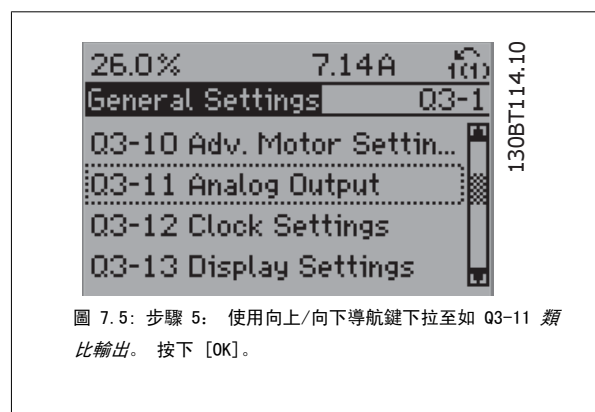 26.0% 7.14A 1(1)
General Settings Q3-1
Q3-10 Adv. Motor Settin...
Q3-11 Analog Output
Q3-12 Clock Settings
Q3-13 Display Settings
130BT114.10
圖 7.5: 步驟 5： 使用向上/向下導航鍵下拉至如 Q3-11 類
比輸出。 按下 [OK]。